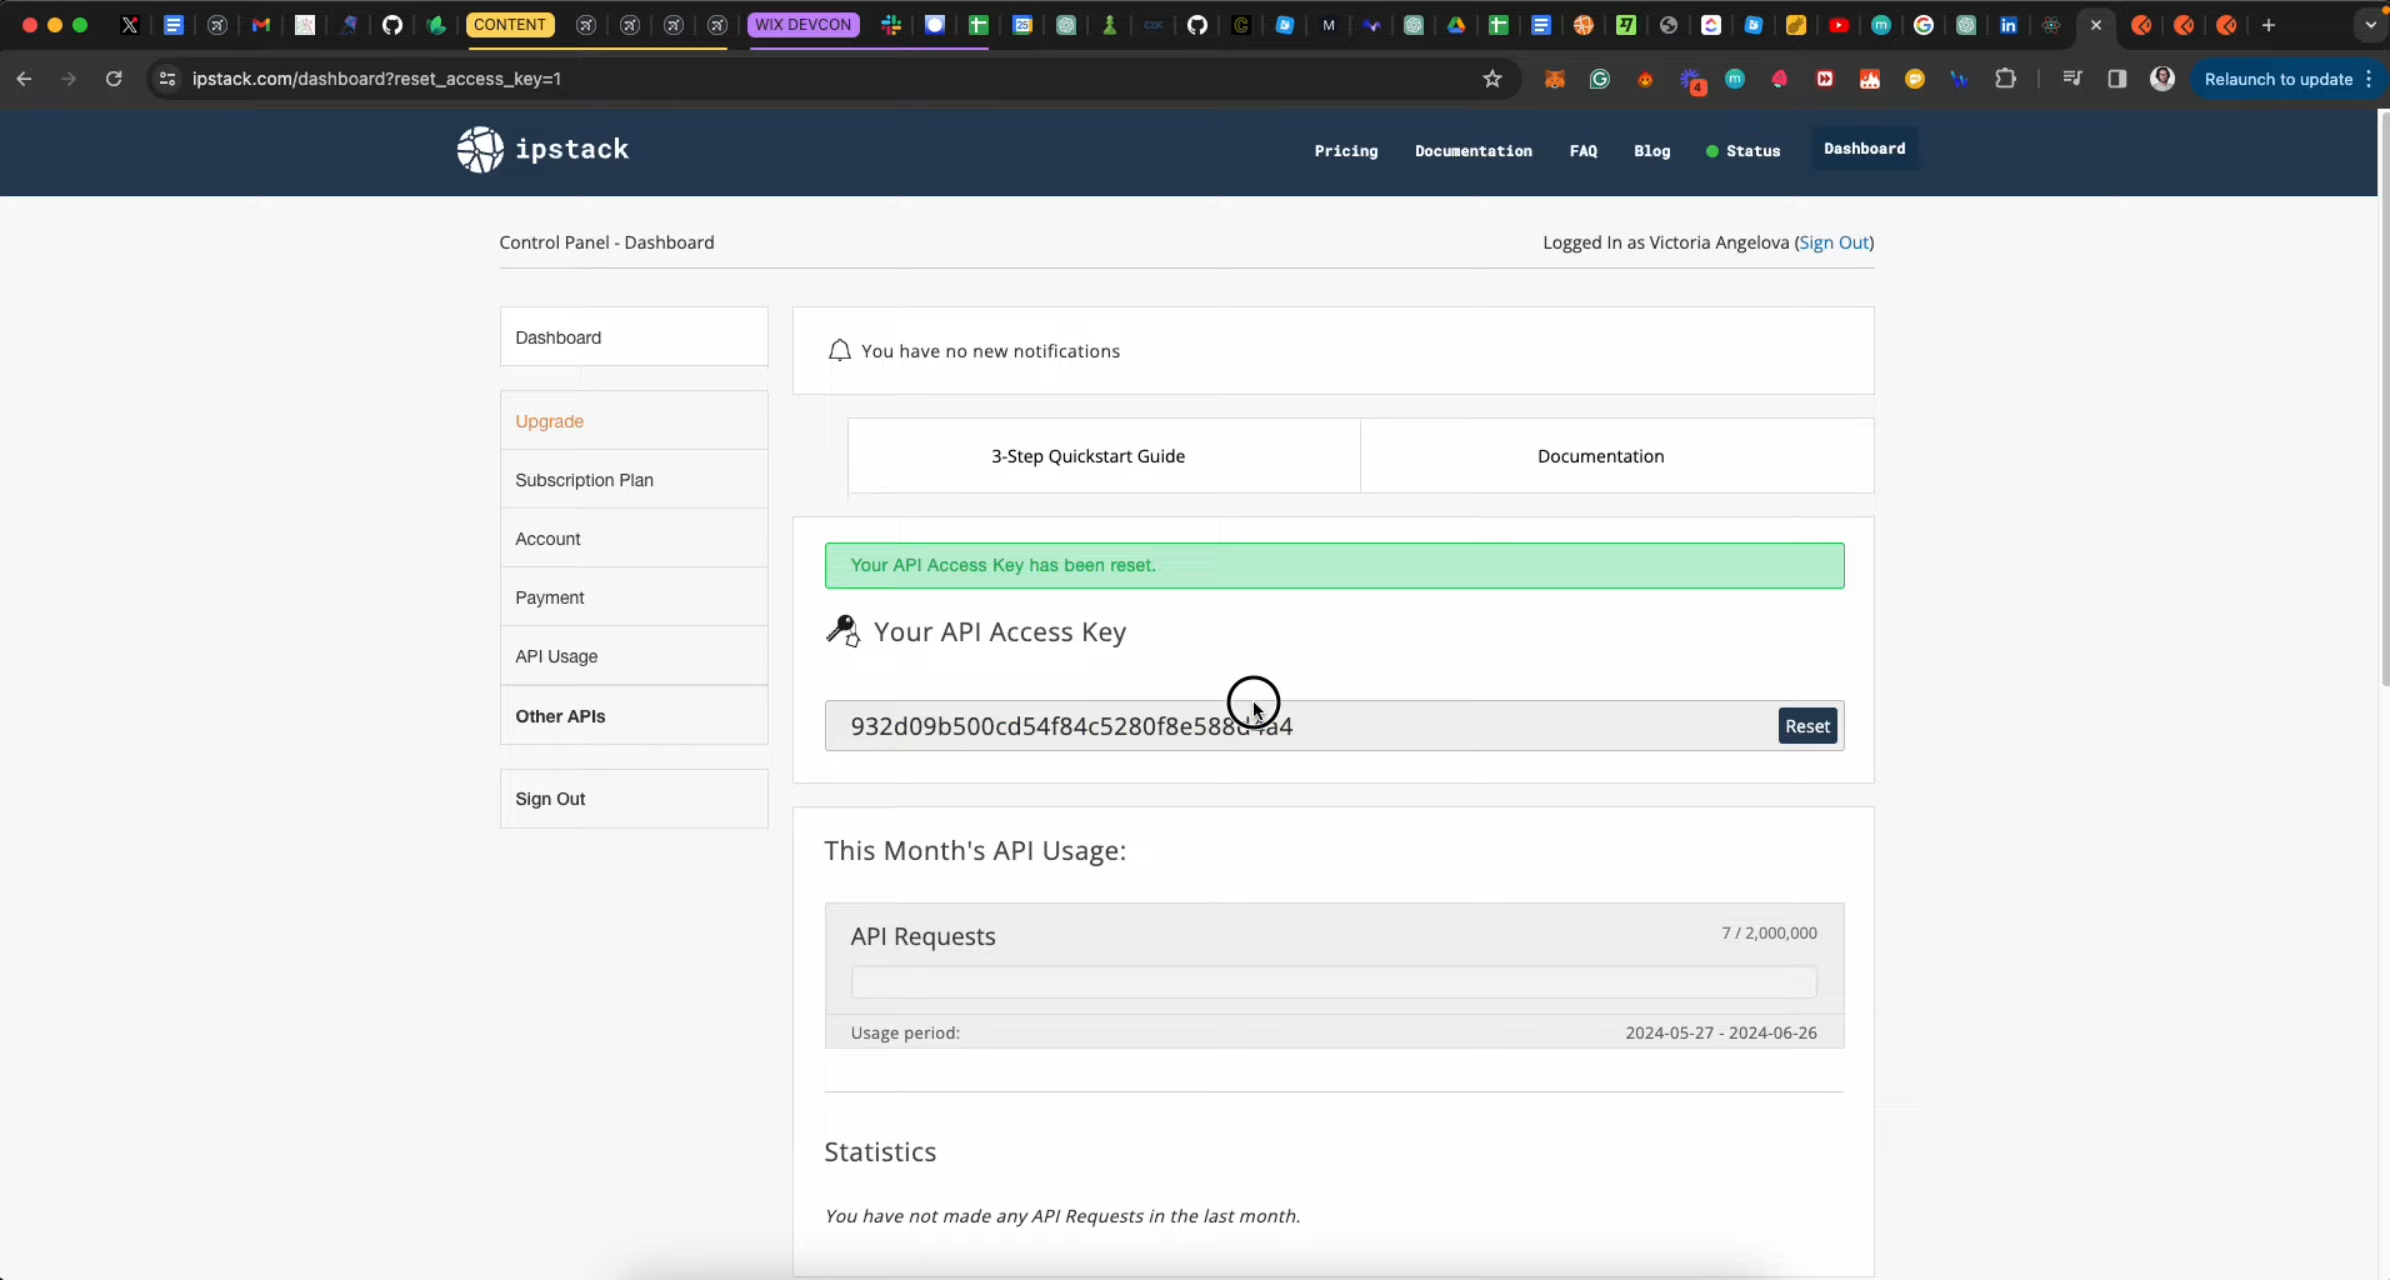 CONTENT
WIX DEVCON
ipstack.com/dashboard?reset_access_key=1
4
Relaunch to update
ipstack
Pricing
Documentation
FAQ
Blog
Status
Dashboard
Control Panel - Dashboard
Logged In as Victoria Angelova (Sign Out)
Dashboard
Upgrade
Subscription Plan
Account
Payment
API Usage
Other APIs
Sign Out
You have no new notifications
3-Step Quickstart Guide
Documentation
Your API Access Key has been reset.
Your API Access Key
Reset
This Month's API Usage:
API Requests
7 / 2,000,000
Usage period:
2024-05-27 - 2024-06-26
Statistics
You have not made any API Requests in the last month.